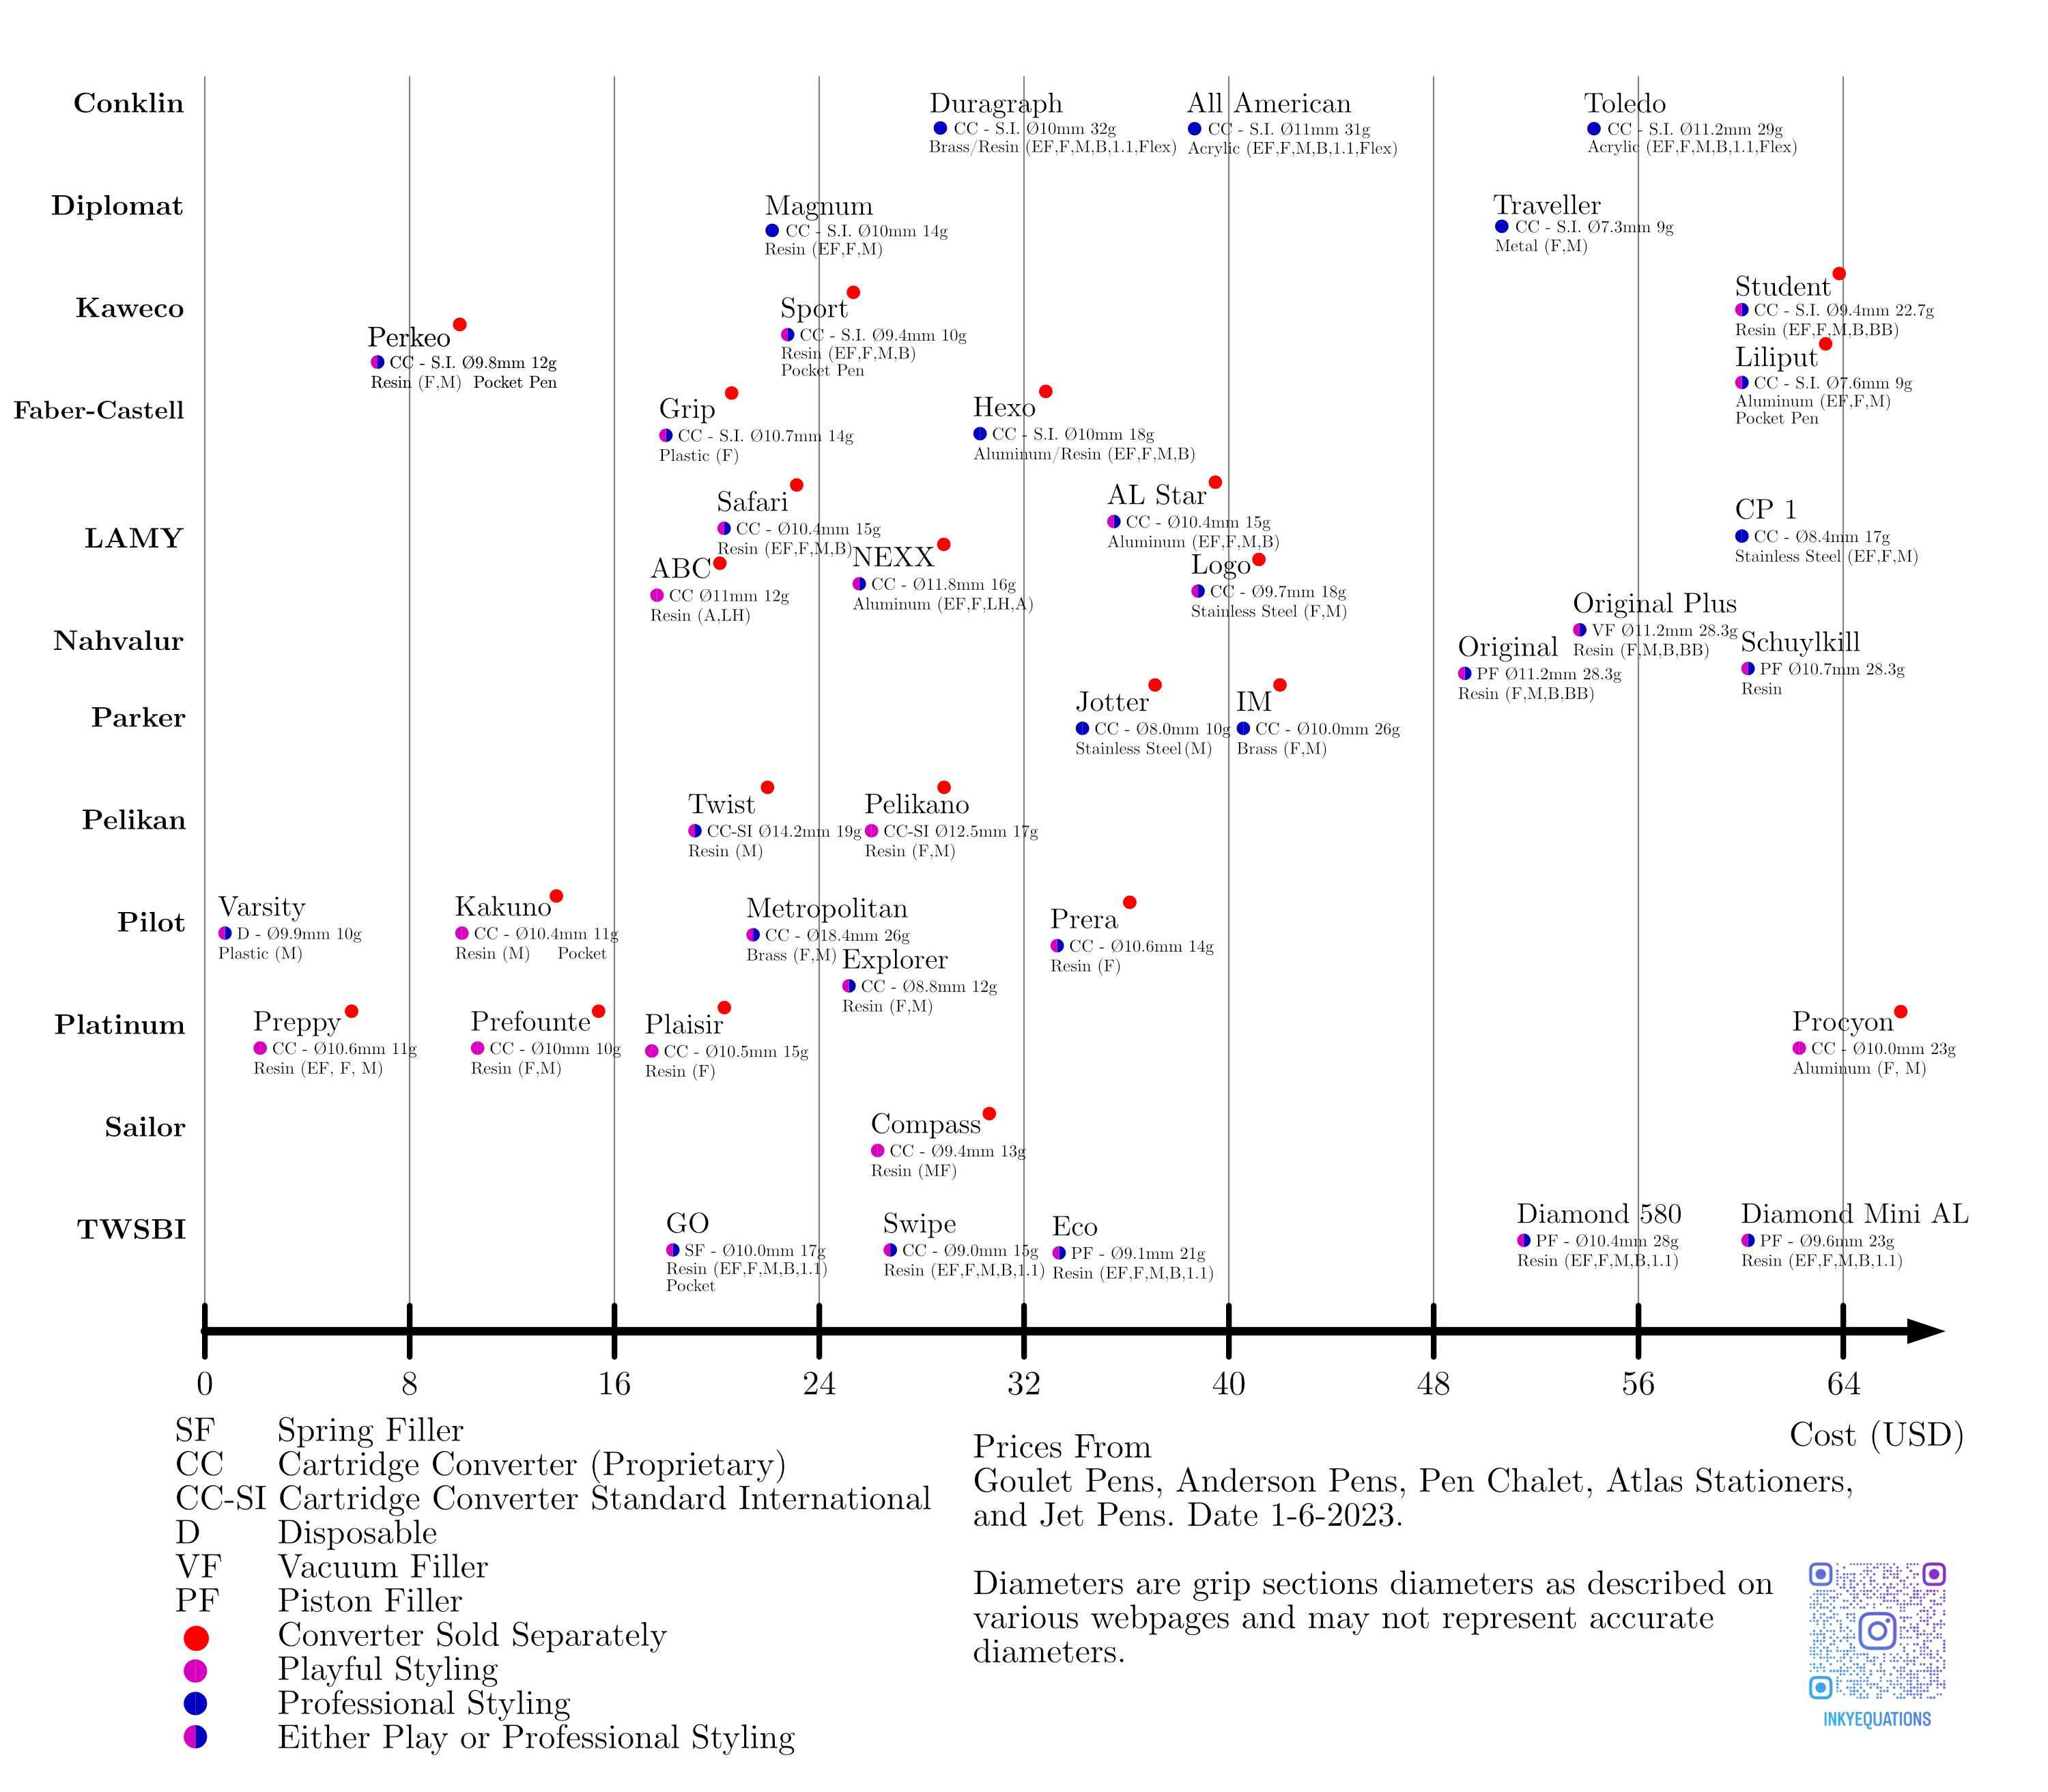 Conklin
Duragraph
CC - S.I. Ø10mm 32g
Brass/Resin (EF,F,M,B,1.1,Flex)
All American
CC - S.I. Ø11mm 31g
Acrylic (EF,F,M,B,1.1,Flex)
Toledo
CC - S.I. Ø11.2mm 29g
Acrylic (EF,F,M,B,1.1,Flex)
Diplomat
Magnum
CC - S.I. Ø10mm 14g
Resin (EF,F,M)
Traveller
CC - S.I. Ø7.3mm 9g
Metal (F,M)
Kaweco
Perkeo
CC - S.I. Ø9.8mm 12g
Resin (F,M) Pocket Pen
Sport
CC - S.I. Ø9.4mm 10g
Resin (EF,F,M,B)
Pocket Pen
Student
CC - S.I. Ø9.4mm 22.7g
Resin (EF,F,M,B,BB)
Liliput
CC - S.I. Ø7.6mm 9g
Aluminum (EF,F,M)
Pocket Pen
Faber-Castell
Grip
CC - S.I. Ø10.7mm 14g
Plastic (F)
Hexo
CC - S.I. Ø10mm 18g
Aluminum/Resin (EF,F,M,B)
LAMY
Safari
CC - Ø10.4mm 15g
Resin (EF,F,M,B)
ABC
CC Ø11mm 12g
Resin (A,LH)
NEXX
CC - Ø11.8mm 16g
Aluminum (EF,F,LH,A)
AL Star
CC - Ø10.4mm 15g
Aluminum (EF,F,M,B)
Logo
CC - Ø9.7mm 18g
Stainless Steel (F,M)
CP 1
CC - Ø8.4mm 17g
Stainless Steel (EF,F,M)
Nahvalur
Original
PF Ø11.2mm 28.3g
Resin (F,M,B,BB)
Original Plus
VF Ø11.2mm 28.3g
Resin (F,M,B,BB)
Schuylkill
PF Ø10.7mm 28.3g
Resin
Parker
Jotter
CC - Ø8.0mm 10g
Stainless Steel (M)
IM
CC - Ø10.0mm 26g
Brass (F,M)
Pelikan
Twist
CC-SI Ø14.2mm 19g
Resin (M)
Pelikano
CC-SI Ø12.5mm 17g
Resin (F,M)
Pilot
Varsity
D - Ø9.9mm 10g
Plastic (M)
Kakuno
CC - Ø10.4mm 11g
Resin (M) Pocket
Metropolitan
CC - Ø18.4mm 26g
Brass (F,M)
Explorer
CC - Ø8.8mm 12g
Resin (F,M)
Prera
CC - Ø10.6mm 14g
Resin (F)
Platinum
Preppy
CC - Ø10.6mm 11g
Resin (EF, F, M)
Prefounte
CC - Ø10mm 10g
Resin (F,M)
Plaisir
CC - Ø10.5mm 15g
Resin (F)
Procyon
CC - Ø10.0mm 23g
Aluminum (F, M)
Sailor
Compass
CC - Ø9.4mm 13g
Resin (MF)
TWSBI
GO
SF - Ø10.0mm 17g
Resin (EF,F,M,B,1.1)
Pocket
Swipe
CC - Ø9.0mm 15g
Resin (EF,F,M,B,1.1)
Eco
PF - Ø9.1mm 21g
Resin (EF,F,M,B,1.1)
Diamond 580
PF - Ø10.4mm 28g
Resin (EF,F,M,B,1.1)
Diamond Mini AL
PF - Ø9.6mm 23g
Resin (EF,F,M,B,1.1)
0 8 16 24 32 40 48 56 64
Cost (USD)
SF Spring Filler
CC Cartridge Converter (Proprietary)
CC-SI Cartridge Converter Standard International
D Disposable
VF Vacuum Filler
PF Piston Filler
Converter Sold Separately
Playful Styling
Professional Styling
Either Play or Professional Styling
Prices From
Goulet Pens, Anderson Pens, Pen Chalet, Atlas Stationers,
and Jet Pens. Date 1-6-2023.
Diameters are grip sections diameters as described on
various webpages and may not represent accurate
diameters.
INKYEQUATIONS